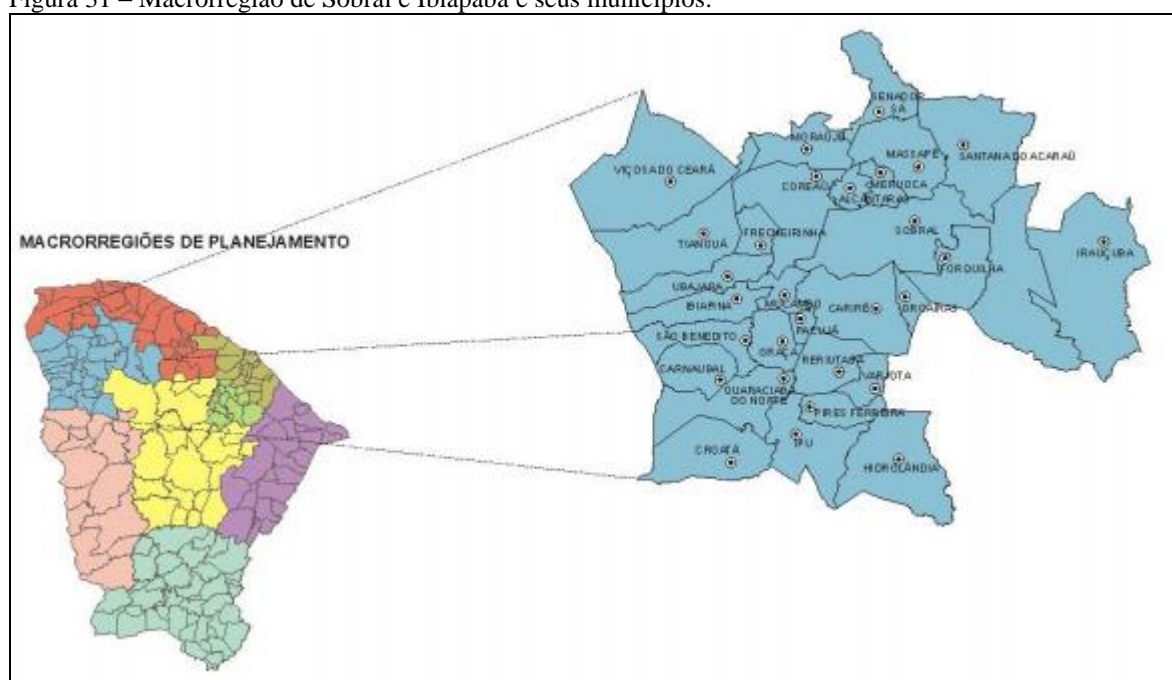 Figura 31 – Macrorregião de Sobral e Ibiapaba e seus municípios.
MACRORREGIÕES DE PLANEJAMENTO
SENADOR
SÁ
MORAÚJO
MASSAPÊ
SANTANA DO ACARAÚ
VIÇOSA DO CEARÁ
COREAÚ
MERUOCA
ALCÂNTARAS
SOBRAL
TIANGUÁ
FRECHEIRINHA
IRAUÇUBA
FORQUILHA
UBAJARA
IBIAPINA
MUCAMBO
CARIRÉ
GROAÍRAS
PACUJÁ
SÃO BENEDITO
GRAÇA
RERIUTABA
CARNAUBAL
VARJOTA
GUARACIABA
DO NORTE
PIRES FERREIRA
IPU
CROATÁ
HIDROLÂNDIA